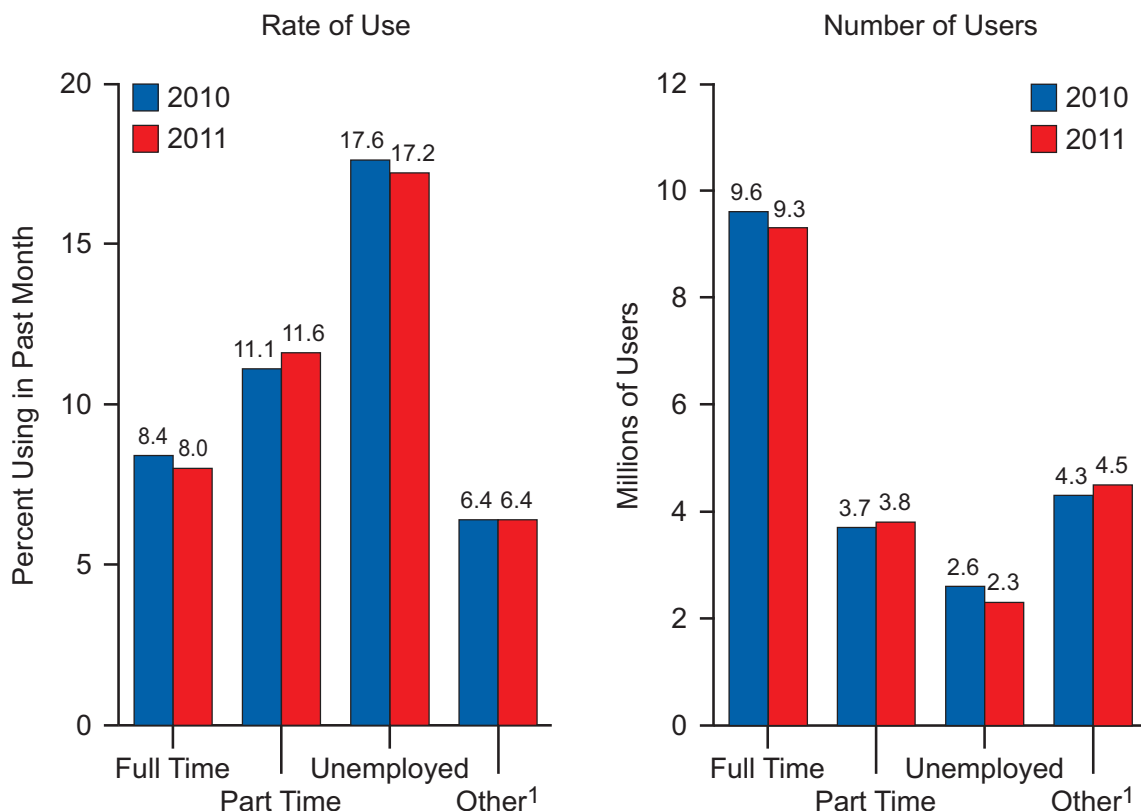 Rate of Use
20
15
10
5
0
Percent Using in Past Month
2010
2011
8.4
8.0
11.1
11.6
17.6
17.2
6.4
6.4
Full Time
Part Time
Unemployed
Other1
Number of Users
12
10
8
6
4
2
0
Millions of Users
2010
2011
9.6
9.3
3.7
3.8
2.6
2.3
4.3
4.5
Full Time
Part Time
Unemployed
Other1